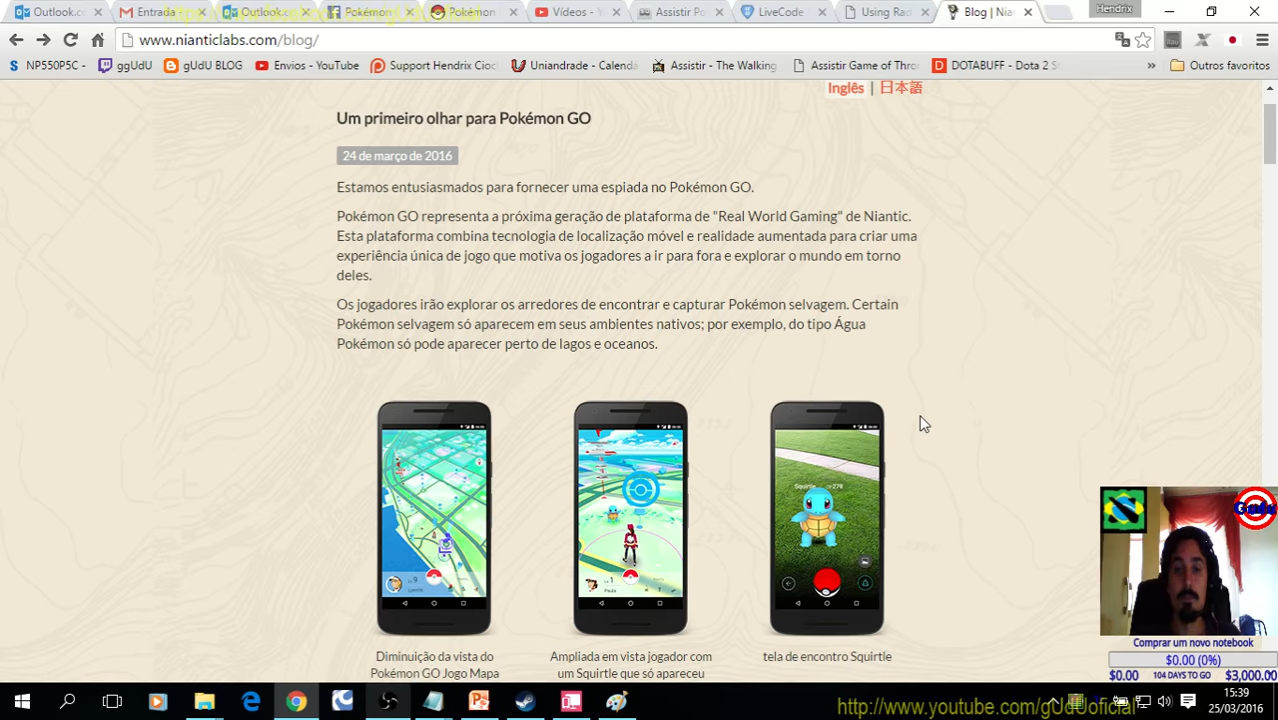 Outlook.c
Entrada
Outlook.c
Pokémon
Pokémon
Vídeos - Y
Assistir Po
LiveCode
Using Rad
Blog | Nia
Hendrix
www.nianticlabs.com/blog/
NP550P5C -
ggUdU
gUdU BLOG
Envios - YouTube
Support Hendrix Cioc
Uniandrade - Calendá
Assistir - The Walking
Assistir Game of Thro
DOTABUFF - Dota 2 S
»
Outros favoritos
Inglês | 日本語
Um primeiro olhar para Pokémon GO
24 de março de 2016
Estamos entusiasmados para fornecer uma espiada no Pokémon GO.
Pokémon GO representa a próxima geração de plataforma de "Real World Gaming" de Niantic.
Esta plataforma combina tecnologia de localização móvel e realidade aumentada para criar uma
experiência única de jogo que motiva os jogadores a ir para fora e explorar o mundo em torno
deles.
Os jogadores irão explorar os arredores de encontrar e capturar Pokémon selvagem. Certain
Pokémon selvagem só aparecem em seus ambientes nativos; por exemplo, do tipo Água
Pokémon só pode aparecer perto de lagos e oceanos.
Squirtle
Diminuição da vista do
Pokémon GO Jogo Mapa
Ampliada em vista jogador com
um Squirtle que só apareceu
tela de encontro Squirtle
Comprar um novo notebook
$0.00 (0%)
$0.00 104 DAYS TO GO $3,000.00
http://www.youtube.com/gUdUoficial
15:39
25/03/2016